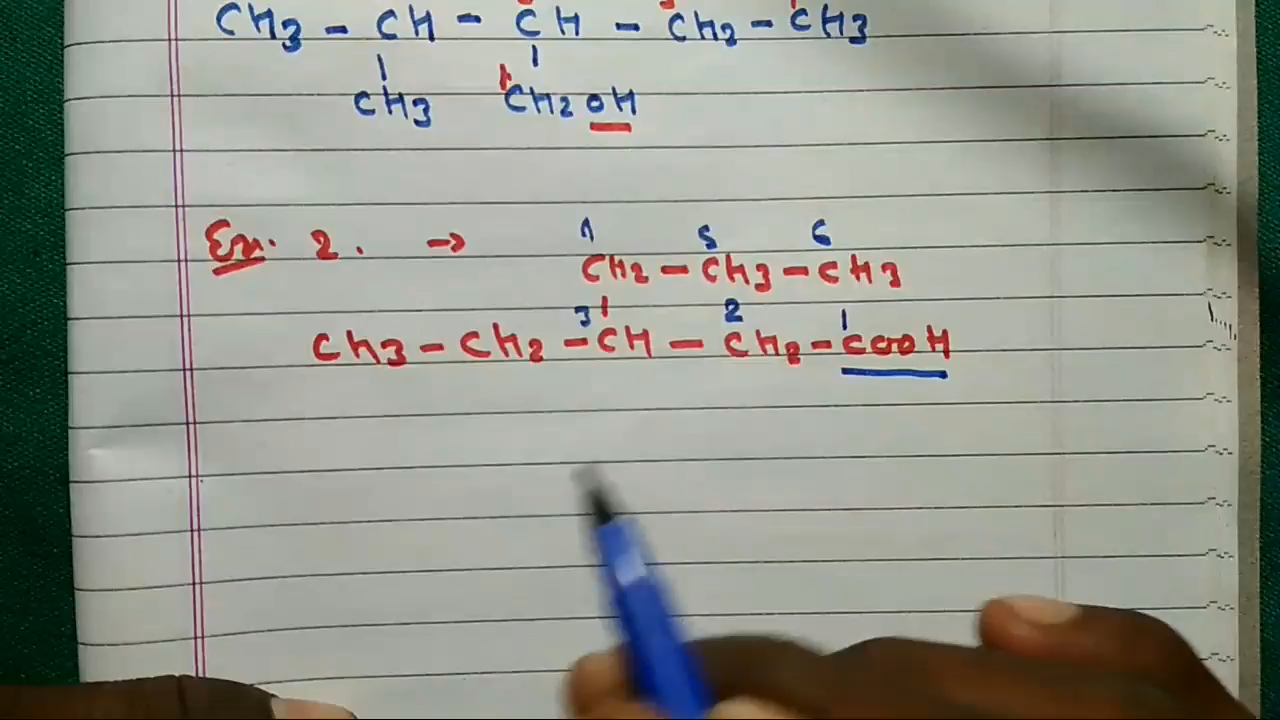 CH3 - CH - CH - CH2 - CH3
CH3 CH2OH
Ex. 2. →
4 5 6
CH2 - CH3 - CH3
3 2 1
CH3 - CH2 - CH - CH2 - COOH